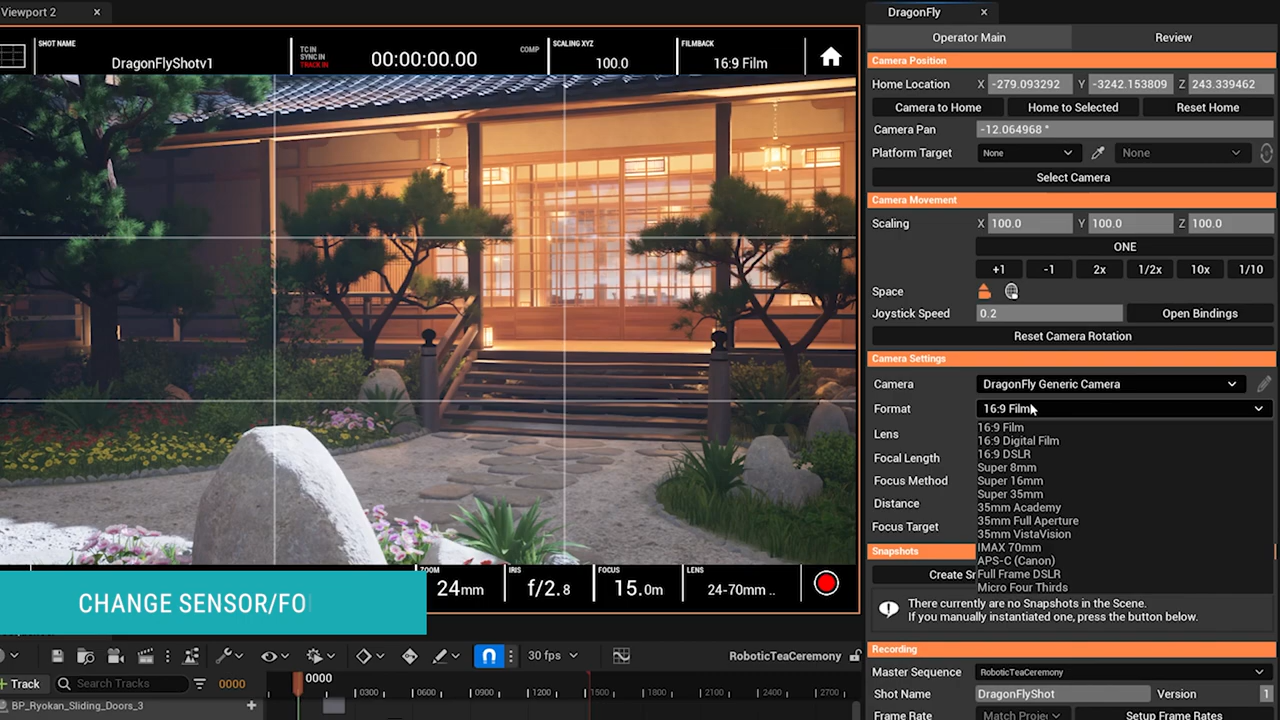 Viewport 2
SHOT NAME
DragonFlyShotv1
TC IN
SYNC IN
TRACK IN
00:00:00.00
COMP
SCALING XYZ
100.0
FILMBACK
16:9 Film
ZOOM
24mm
IRIS
f/2.8
FOCUS
15.0m
LENS
24-70mm ..
CHANGE SENSOR/FO
30 fps
RoboticTeaCeremony
Track
Search Tracks
0000
0000
0300
0600
0900
1200
1500
1800
2100
2400
2700
BP_Ryokan_Sliding_Doors_3
DragonFly
Operator Main
Review
Camera Position
Home Location X -279.093292 Y -3242.153809 Z 243.339462
Camera to Home Home to Selected Reset Home
Camera Pan -12.064968 °
Platform Target None None
Select Camera
Camera Movement
Scaling X 100.0 Y 100.0 Z 100.0
ONE
+1 -1 2x 1/2x 10x 1/10
Space
Joystick Speed 0.2 Open Bindings
Reset Camera Rotation
Camera Settings
Camera DragonFly Generic Camera
Format 16:9 Film
Lens
Focal Length
Focus Method
Distance
Focus Target
16:9 Film
16:9 Digital Film
16:9 DSLR
Super 8mm
Super 16mm
Super 35mm
35mm Academy
35mm Full Aperture
35mm VistaVision
IMAX 70mm
APS-C (Canon)
Full Frame DSLR
Micro Four Thirds
Snapshots
Create Sn
There currently are no Snapshots in the Scene.
If you manually instantiated one, press the button below.
Recording
Master Sequence RoboticTeaCeremony
Shot Name DragonFlyShot Version 1
Frame Rate Match Projec Setup Frame Rates